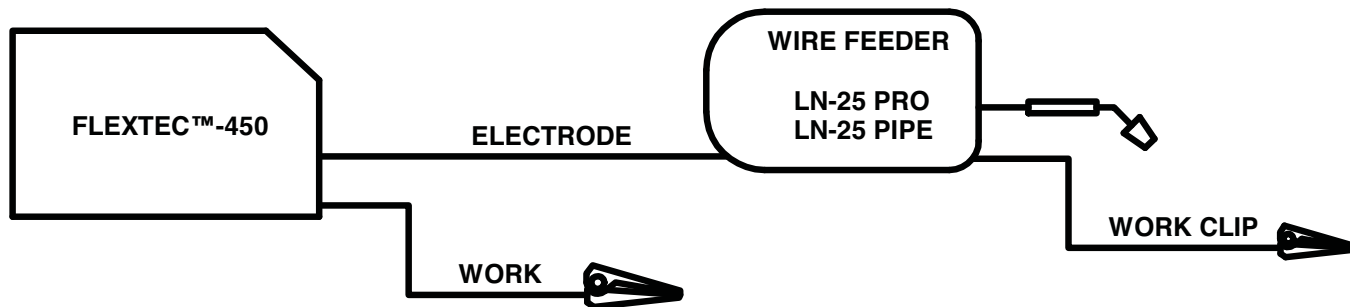 WIRE FEEDER
LN-25 PRO
LN-25 PIPE
FLEXTEC™-450
ELECTRODE
WORK CLIP
WORK